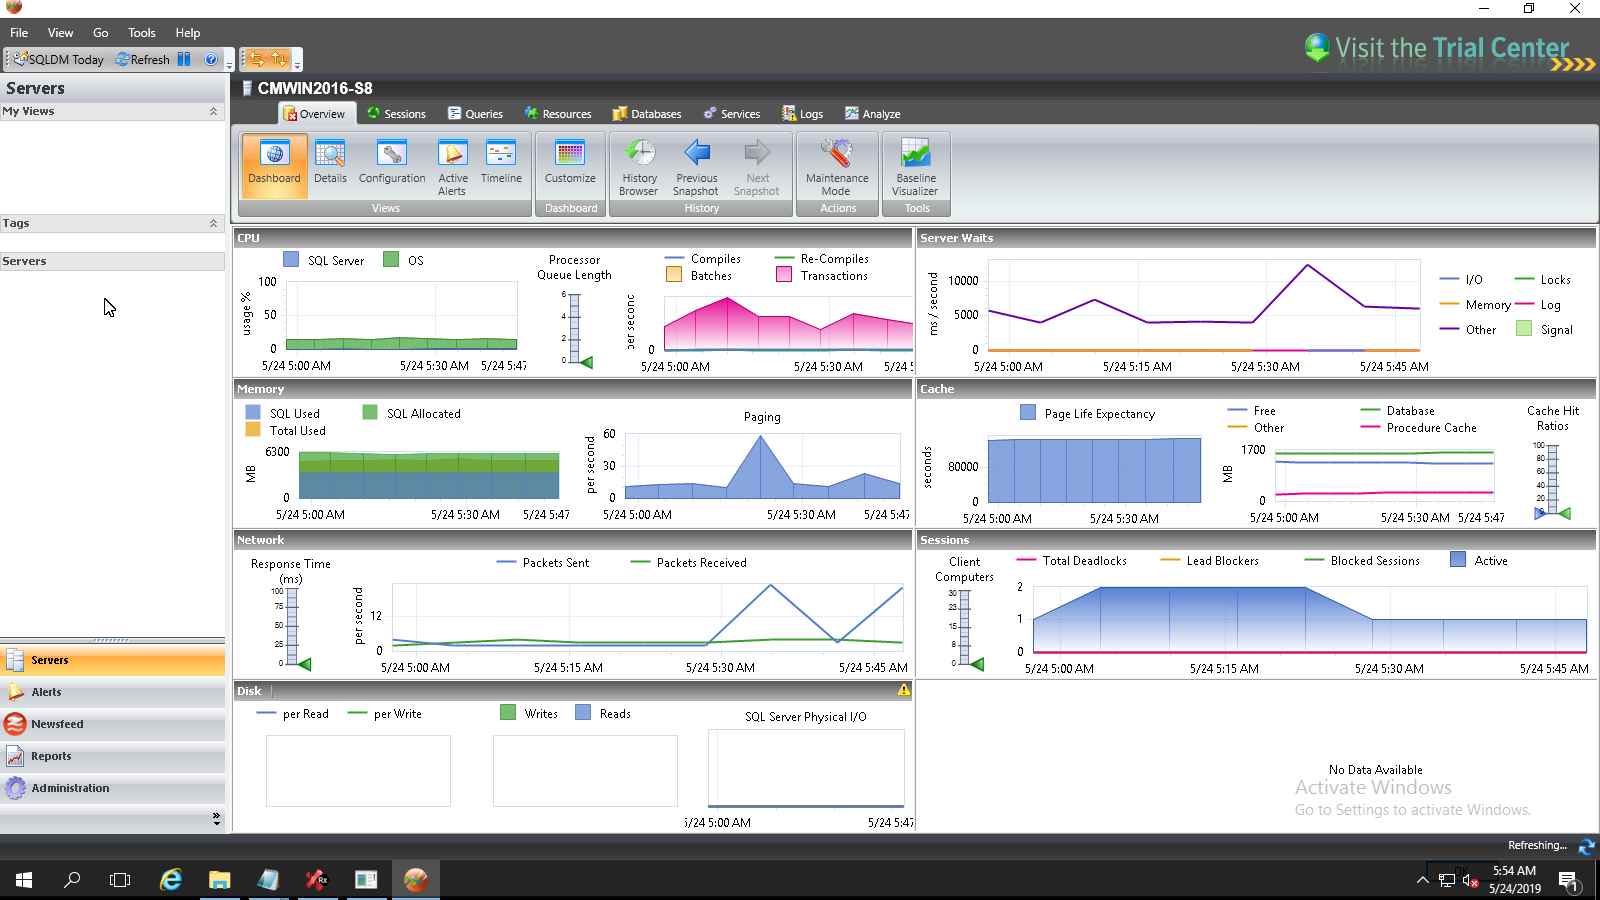 File View Go Tools Help
SQLDM Today Refresh
Visit the Trial Center
Servers
My Views
Tags
Servers
Servers
Alerts
Newsfeed
Reports
Administration
CMWIN2016-S8
Overview Sessions Queries Resources Databases Services Logs Analyze
Dashboard Details Configuration Active Alerts Timeline
Views
Customize
Dashboard
History Browser Previous Snapshot Next Snapshot
History
Maintenance Mode
Actions
Baseline Visualizer
Tools
CPU
SQL Server OS
usage %
100
50
0
5/24 5:00 AM 5/24 5:30 AM 5/24 5:47
Processor Queue Length
6
4
2
0
Compiles Re-Compiles
Batches Transactions
per second
0
5/24 5:00 AM 5/24 5:30 AM 5/24 5:
Server Waits
ms / second
10000
5000
0
5/24 5:00 AM 5/24 5:15 AM 5/24 5:30 AM 5/24 5:45 AM
I/O Locks
Memory Log
Other Signal
Memory
SQL Used SQL Allocated
Total Used
MB
6300
0
5/24 5:00 AM 5/24 5:30 AM 5/24 5:47
Paging
per second
60
30
0
5/24 5:00 AM 5/24 5:30 AM 5/24 5:47
Cache
Page Life Expectancy
seconds
80000
0
5/24 5:00 AM 5/24 5:30 AM
Free Database
Other Procedure Cache
MB
1700
0
5/24 5:00 AM 5/24 5:30 AM 5/24 5:47
Cache Hit Ratios
100
80
60
40
20
0
Network
Response Time (ms)
100
75
50
25
0
Packets Sent Packets Received
per second
12
0
5/24 5:00 AM 5/24 5:15 AM 5/24 5:30 AM 5/24 5:45 AM
Sessions
Client Computers
30
23
15
8
0
Total Deadlocks Lead Blockers Blocked Sessions Active
2
1
0
5/24 5:00 AM 5/24 5:15 AM 5/24 5:30 AM 5/24 5:45 AM
Disk
per Read per Write
Writes Reads
SQL Server Physical I/O
5/24 5:00 AM 5/24 5:47
No Data Available
Activate Windows
Go to Settings to activate Windows.
Refreshing...
5:54 AM
5/24/2019
1